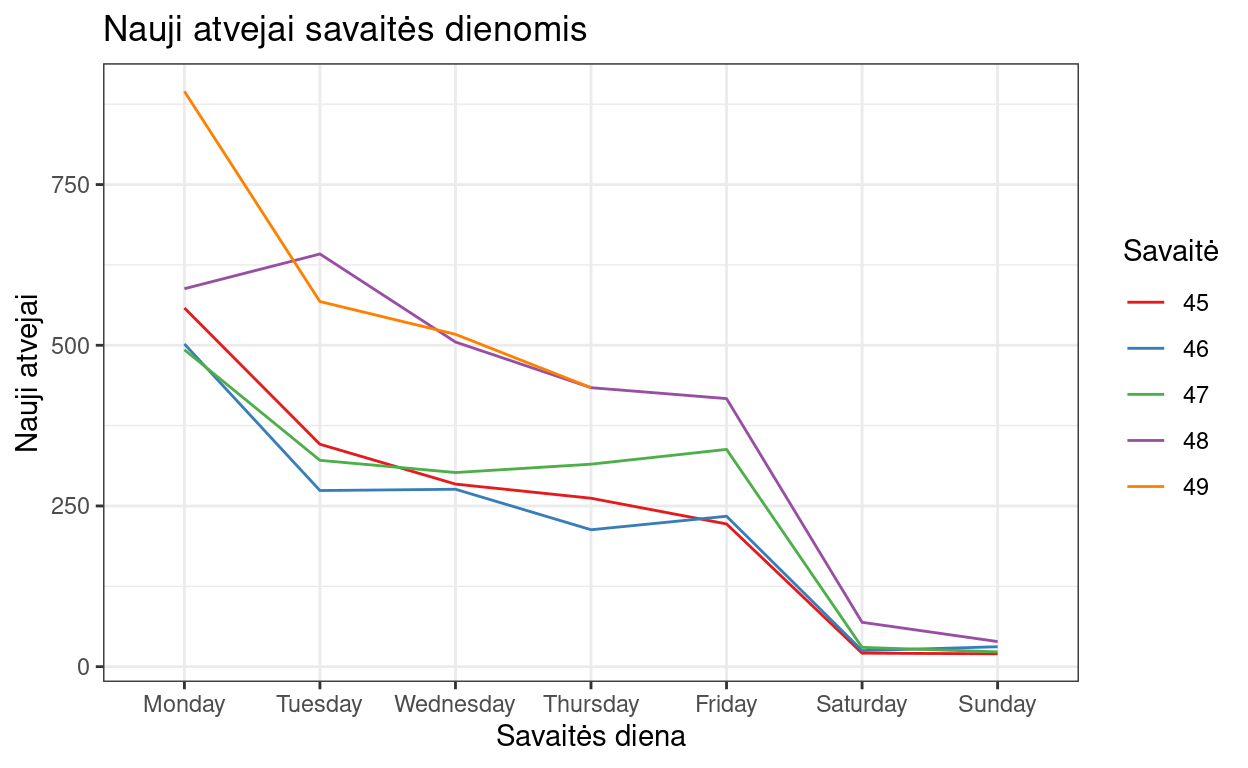 Nauji atvejai savaitės dienomis
Nauji atvejai
750
500
250
0
Monday Tuesday Wednesday Thursday Friday Saturday Sunday
Savaitės diena
Savaitė
45
46
47
48
49